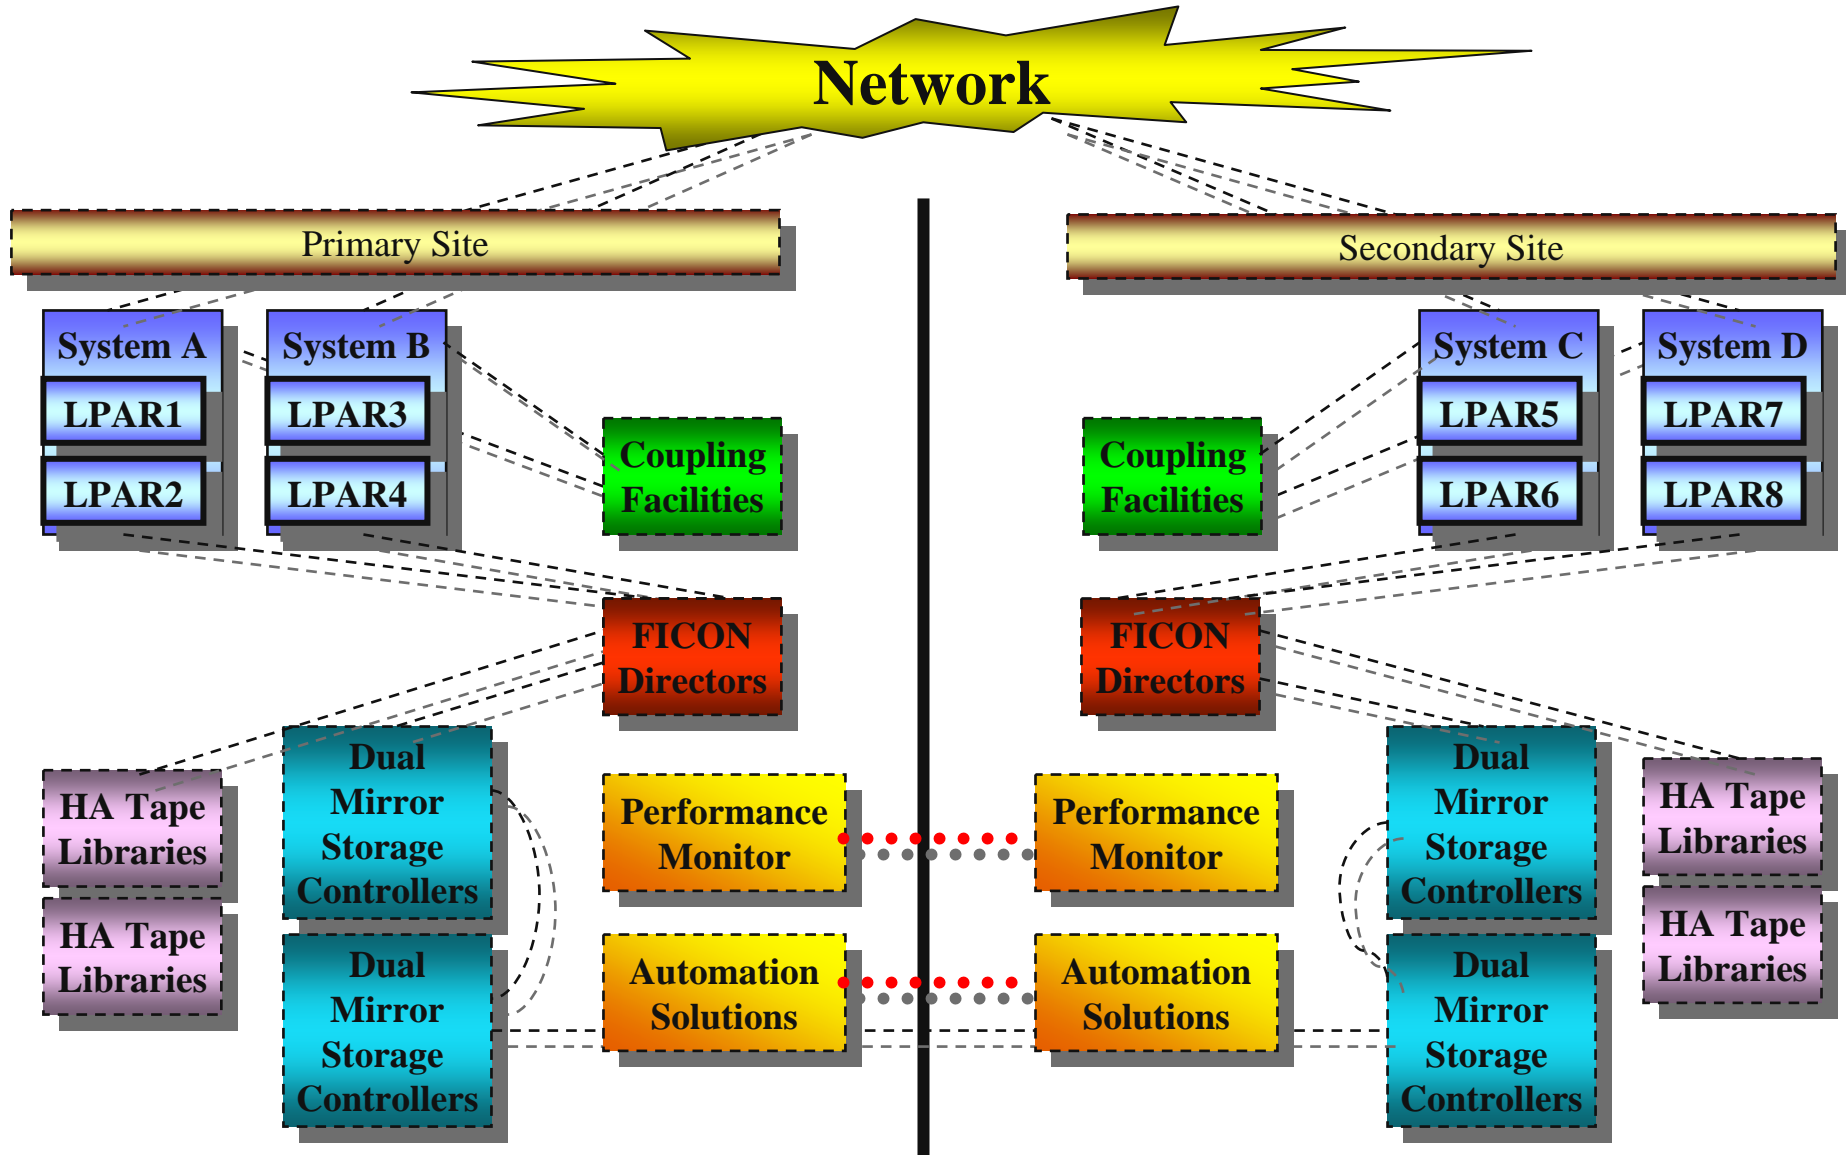 Network
Primary Site
Secondary Site
System A
LPAR1
LPAR2
System B
LPAR3
LPAR4
Coupling
Facilities
Coupling
Facilities
System C
LPAR5
LPAR6
System D
LPAR7
LPAR8
FICON
Directors
FICON
Directors
HA Tape
Libraries
HA Tape
Libraries
Dual
Mirror
Storage
Controllers
Dual
Mirror
Storage
Controllers
Performance
Monitor
Automation
Solutions
Performance
Monitor
Automation
Solutions
Dual
Mirror
Storage
Controllers
Dual
Mirror
Storage
Controllers
HA Tape
Libraries
HA Tape
Libraries